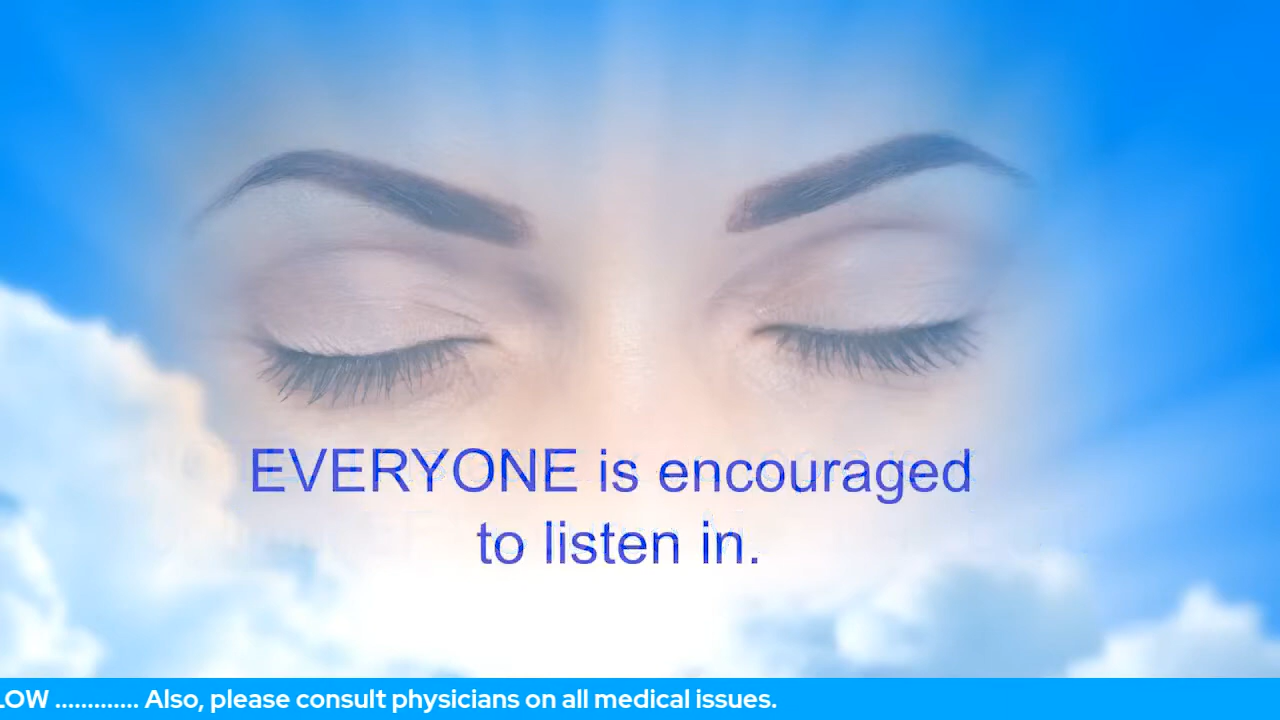 EVERYONE is encouraged
to listen in.
LOW ............. Also, please consult physicians on all medical issues.